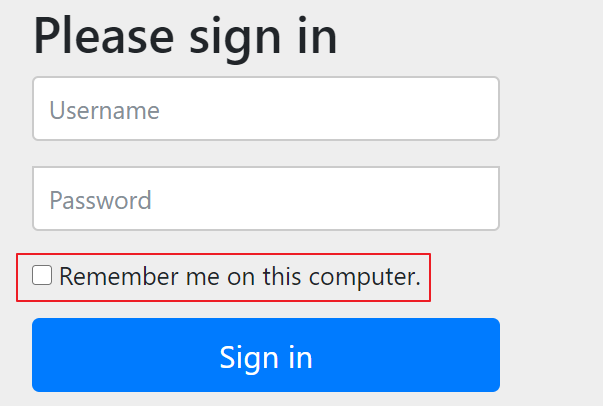 Please sign in
Username
Password
Remember me on this computer.
Sign in